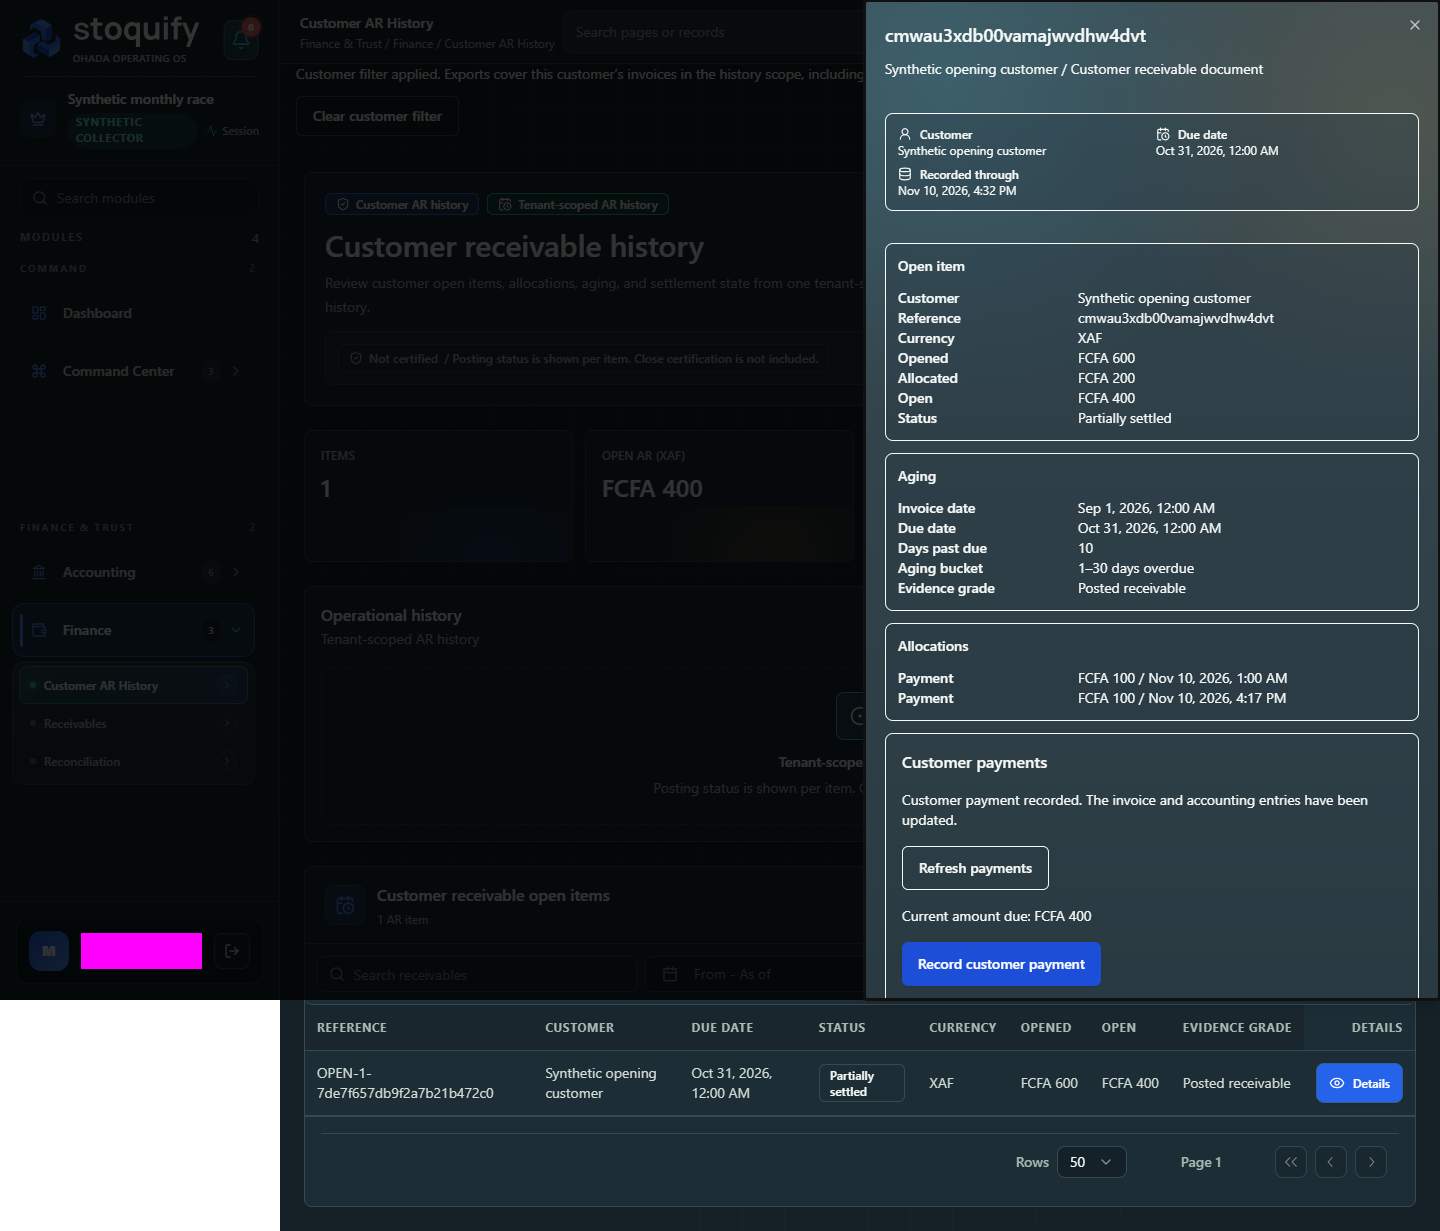 stoquify
OHADA OPERATING OS
0
Synthetic monthly race
SYNTHETIC COLLECTOR
Session
Search modules
MODULES 4
COMMAND 2
Dashboard
Command Center 3
FINANCE & TRUST 2
Accounting 6
Finance 3
Customer AR History
Receivables
Reconciliation
M
Customer AR History
Finance & Trust / Finance / Customer AR History
Search pages or records
Customer filter applied. Exports cover this customer's invoices in the history scope, including
Clear customer filter
Customer AR history
Tenant-scoped AR history
Customer receivable history
Review customer open items, allocations, aging, and settlement state from one tenant-s
history.
Not certified / Posting status is shown per item. Close certification is not included.
ITEMS
1
OPEN AR (XAF)
FCFA 400
Operational history
Tenant-scoped AR history
Tenant-scope
Posting status is shown per item. C
Customer receivable open items
1 AR item
Search receivables
From - As of
REFERENCE CUSTOMER DUE DATE STATUS CURRENCY OPENED OPEN EVIDENCE GRADE DETAILS
OPEN-1-
7de7f657db9f2a7b21b472c0
Synthetic opening
customer
Oct 31, 2026,
12:00 AM
Partially
settled
XAF
FCFA 600
FCFA 400
Posted receivable
Details
Rows 50 Page 1
cmwau3xdb00vamajwvdhw4dvt
Synthetic opening customer / Customer receivable document
Customer
Synthetic opening customer
Due date
Oct 31, 2026, 12:00 AM
Recorded through
Nov 10, 2026, 4:32 PM
Open item
Customer Synthetic opening customer
Reference cmwau3xdb00vamajwvdhw4dvt
Currency XAF
Opened FCFA 600
Allocated FCFA 200
Open FCFA 400
Status Partially settled
Aging
Invoice date Sep 1, 2026, 12:00 AM
Due date Oct 31, 2026, 12:00 AM
Days past due 10
Aging bucket 1–30 days overdue
Evidence grade Posted receivable
Allocations
Payment FCFA 100 / Nov 10, 2026, 1:00 AM
Payment FCFA 100 / Nov 10, 2026, 4:17 PM
Customer payments
Customer payment recorded. The invoice and accounting entries have been
updated.
Refresh payments
Current amount due: FCFA 400
Record customer payment